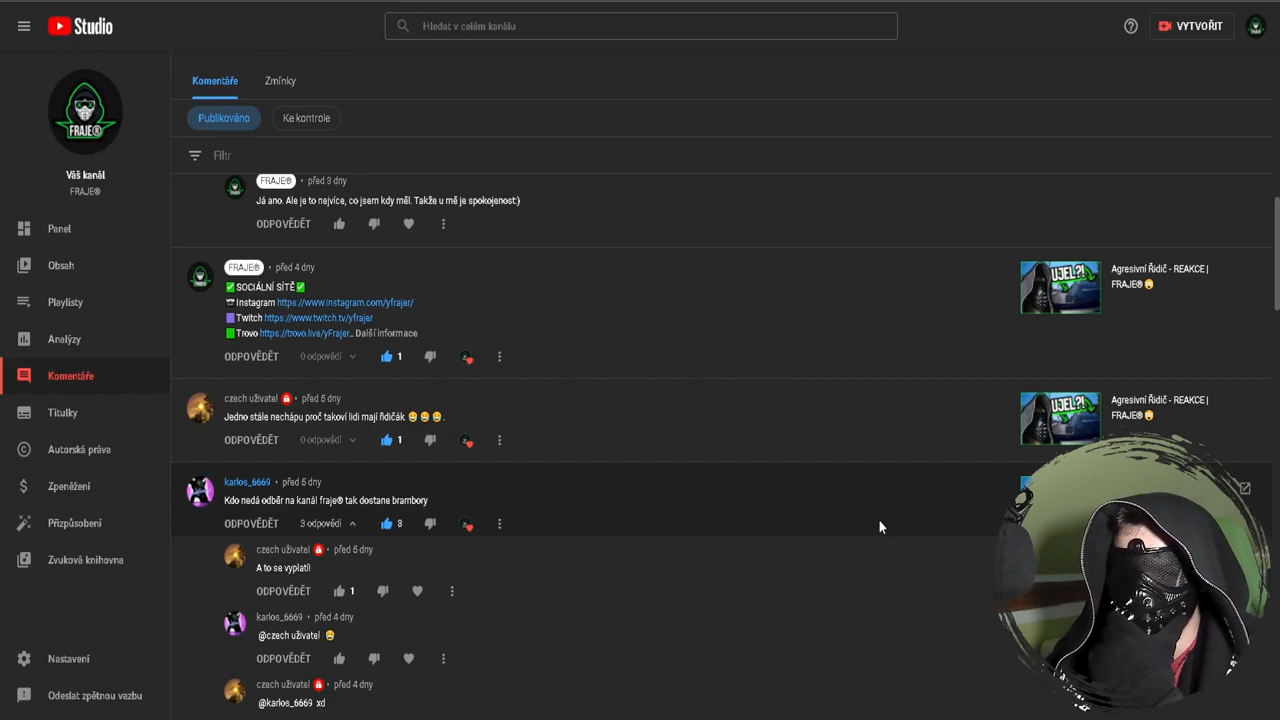 Studio
Hledat v celém kanálu
VYTVOŘIT
FRAJE®
Váš kanál
FRAJE®
Panel
Obsah
Playlisty
Analýzy
Komentáře
Titulky
Autorská práva
Zpeněžení
Přizpůsobení
Zvuková knihovna
Nastavení
Odeslat zpětnou vazbu
Komentáře
Zmínky
Publikováno
Ke kontrole
Filtr
FRAJE® • před 3 dny
Já ano. Ale je to nejvíce, co jsem kdy měl. Takže u mě je spokojenost:)
ODPOVĚDĚT
FRAJE® • před 4 dny
✅SOCIÁLNÍ SÍTĚ✅
Instagram https://www.instagram.com/yfrajer/
Twitch https://www.twitch.tv/yfrajer
Trovo https://trovo.live/yFrajer... Další informace
ODPOVĚDĚT 0 odpovědí 1
UJEL?!
Agresivní Řidič - REAKCE |
FRAJE®😱
czech uživatel • před 5 dny
Jedno stále nechápu proč takoví lidi mají řidičák 😂😂😂.
ODPOVĚDĚT 0 odpovědí 1
UJEL?!
Agresivní Řidič - REAKCE |
FRAJE®😱
karlos_6669 • před 5 dny
Kdo nedá odběr na kanál fraje® tak dostane brambory
ODPOVĚDĚT 3 odpovědí 3
czech uživatel • před 5 dny
A to se vyplatí!
ODPOVĚDĚT 1
karlos_6669 • před 4 dny
@czech uživatel 😂
ODPOVĚDĚT
czech uživatel • před 4 dny
@karlos_6669 xd